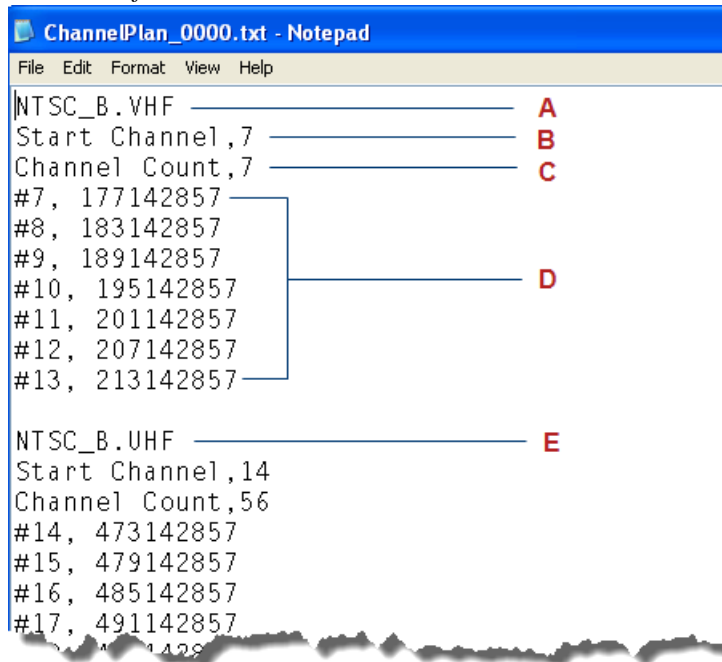 ChannelPlan_0000.txt - Notepad
File Edit Format View Help
NTSC_B.VHF A
Start Channel,7 B
Channel Count,7 C
#7, 177142857
#8, 183142857
#9, 189142857
#10, 195142857 D
#11, 201142857
#12, 207142857
#13, 213142857
NTSC_B.UHF E
Start Channel,14
Channel Count,56
#14, 473142857
#15, 479142857
#16, 485142857
#17, 491142857